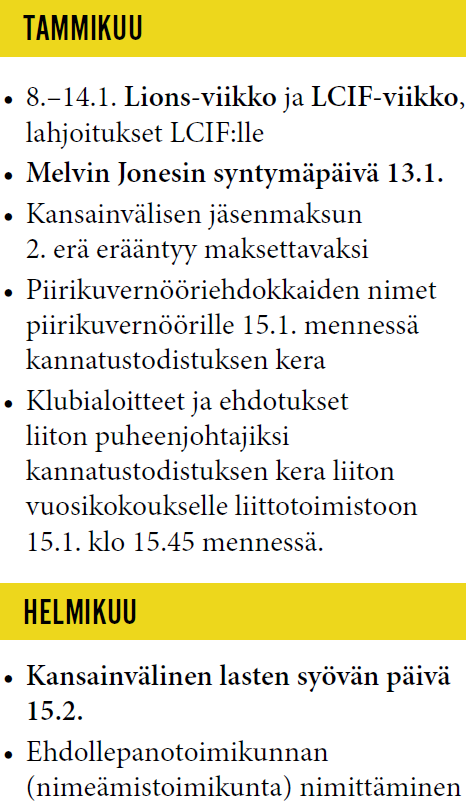 TAMMIKUU
• 8.–14.1. Lions-viikko ja LCIF-viikko,
lahjoitukset LCIF:lle
• Melvin Jonesin syntymäpäivä 13.1.
• Kansainvälisen jäsenmaksun
2. erä erääntyy maksettavaksi
• Piirikuvernööriehdokkaiden nimet
piirikuvernöörille 15.1. mennessä
kannatustodistuksen kera
• Klubialoitteet ja ehdotukset
liiton puheenjohtajiksi
kannatustodistuksen kera liiton
vuosikokoukselle liittotoimistoon
15.1. klo 15.45 mennessä.
HELMIKUU
• Kansainvälinen lasten syövän päivä
15.2.
• Ehdollepanotoimikunnan
(nimeämistoimikunta) nimittäminen